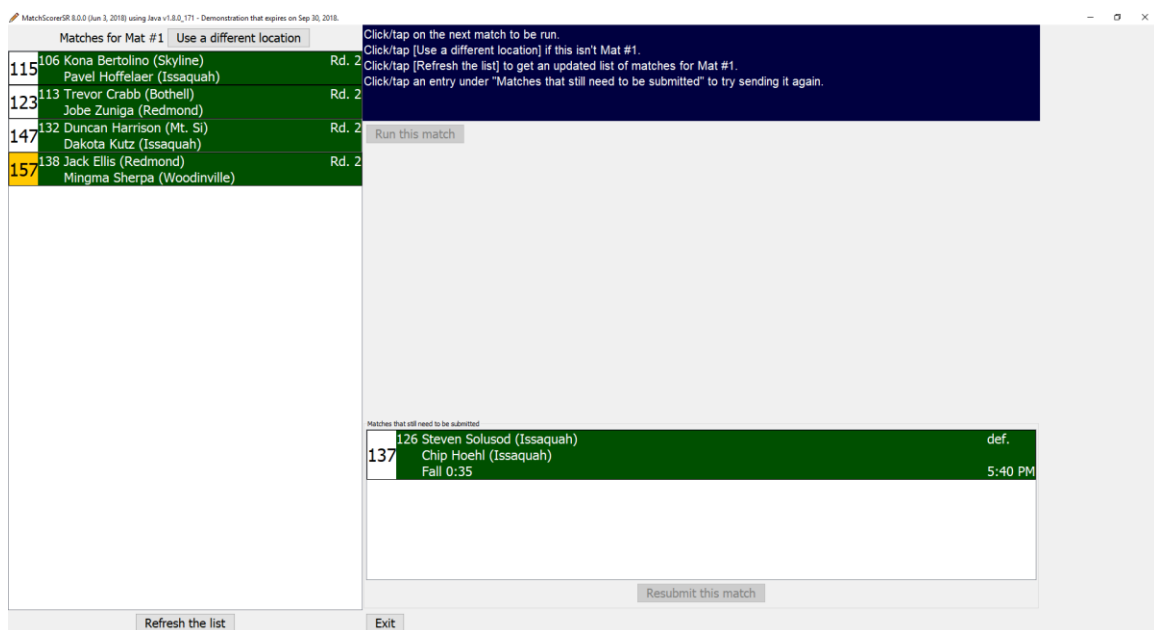 MatchScorerSR 8.0.0 (Jun 3, 2018) using Java v1.8.0_171 - Demonstration that expires on Sep 30, 2018.
Matches for Mat #1 Use a different location
115 106 Kona Bertolino (Skyline) Rd. 2
Pavel Hoffelaer (Issaquah)
123 113 Trevor Crabb (Bothell) Rd. 2
Jobe Zuniga (Redmond)
147 132 Duncan Harrison (Mt. Si) Rd. 2
Dakota Kutz (Issaquah)
157 138 Jack Ellis (Redmond) Rd. 2
Mingma Sherpa (Woodinville)
Refresh the list
Click/tap on the next match to be run.
Click/tap [Use a different location] if this isn't Mat #1.
Click/tap [Refresh the list] to get an updated list of matches for Mat #1.
Click/tap an entry under "Matches that still need to be submitted" to try sending it again.
Run this match
Matches that still need to be submitted
137 126 Steven Solusod (Issaquah) def.
Chip Hoehl (Issaquah)
Fall 0:35 5:40 PM
Resubmit this match
Exit